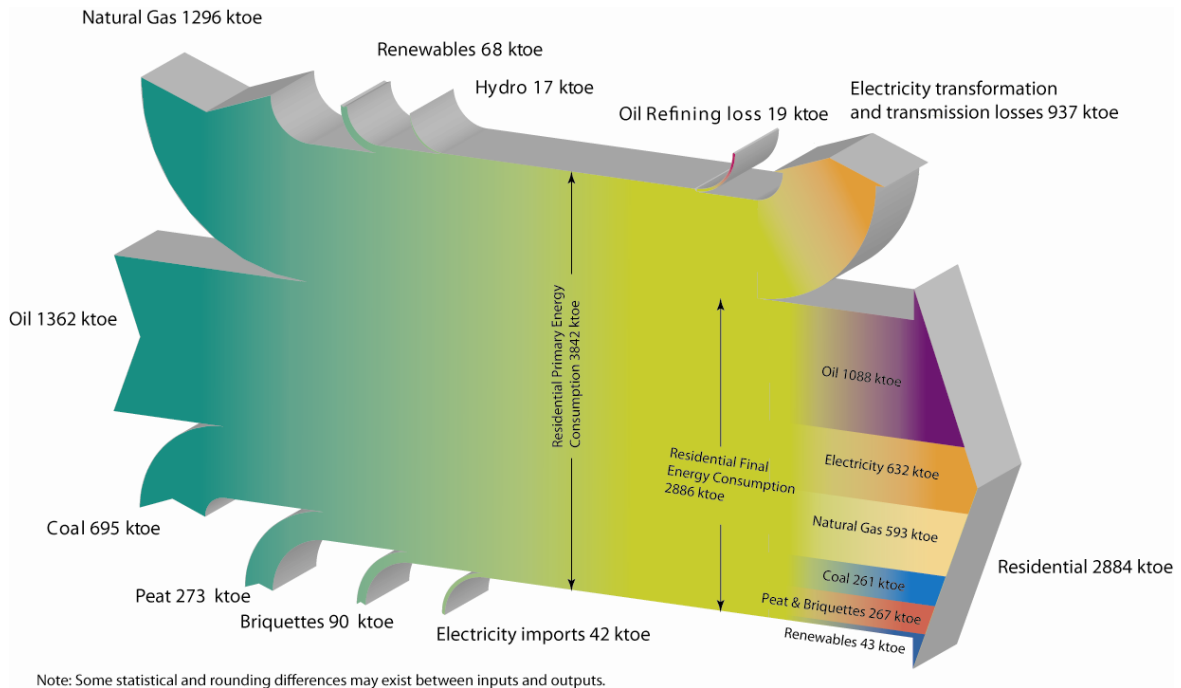 Natural Gas 1296 ktoe
Renewables 68 ktoe
Hydro 17 ktoe
Oil Refining loss 19 ktoe
Electricity transformation
and transmission losses 937 ktoe
Oil 1362 ktoe
Residential Primary Energy
Consumption 3842 ktoe
Residential Final
Energy Consumption
2886 ktoe
Oil 1088 ktoe
Electricity 632 ktoe
Natural Gas 593 ktoe
Coal 261 ktoe
Peat & Briquettes 267 ktoe
Renewables 43 ktoe
Residential 2884 ktoe
Coal 695 ktoe
Peat 273 ktoe
Briquettes 90 ktoe
Electricity imports 42 ktoe
Note: Some statistical and rounding differences may exist between inputs and outputs.